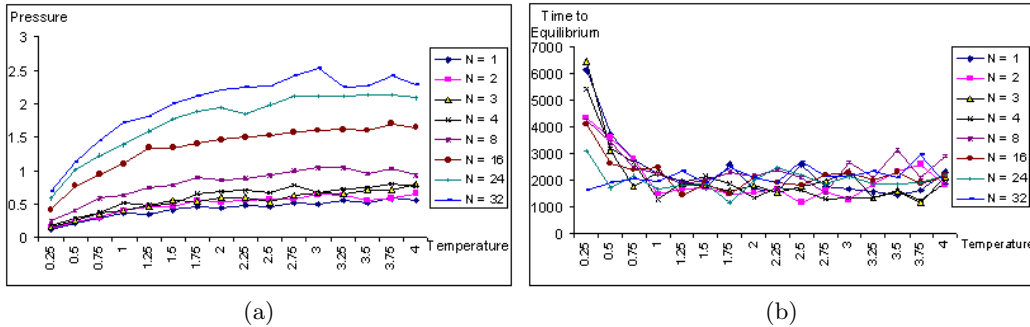 Pressure
3
2.5
2
1.5
1
0.5
0
0.25
0.5
0.75
1
1.25
1.5
1.75
2
2.25
2.5
2.75
3
3.25
3.5
3.75
4
Temperature
N = 1
N = 2
N = 3
N = 4
N = 8
N = 16
N = 24
N = 32
(a)
Time to
Equilibrium
7000
6000
5000
4000
3000
2000
1000
0
0.25
0.5
0.75
1
1.25
1.5
1.75
2
2.25
2.5
2.75
3
3.25
3.5
3.75
4
Temperature
N = 1
N = 2
N = 3
N = 4
N = 8
N = 16
N = 24
N = 32
(b)